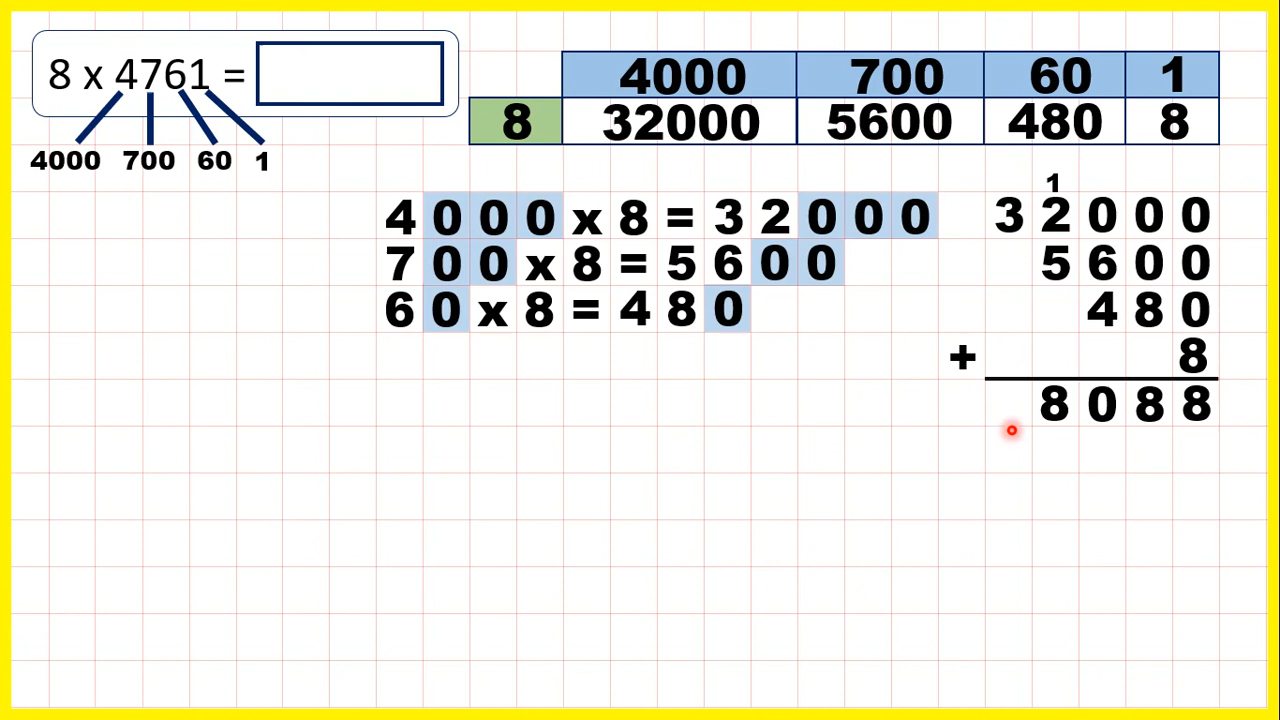 8 x 4761 =
4000 700 60 1
4000 700 60 1
8 32000 5600 480 8
4000 x 8 = 32000
700 x 8 = 5600
60 x 8 = 480
1
32000
5600
480
+ 8
8088